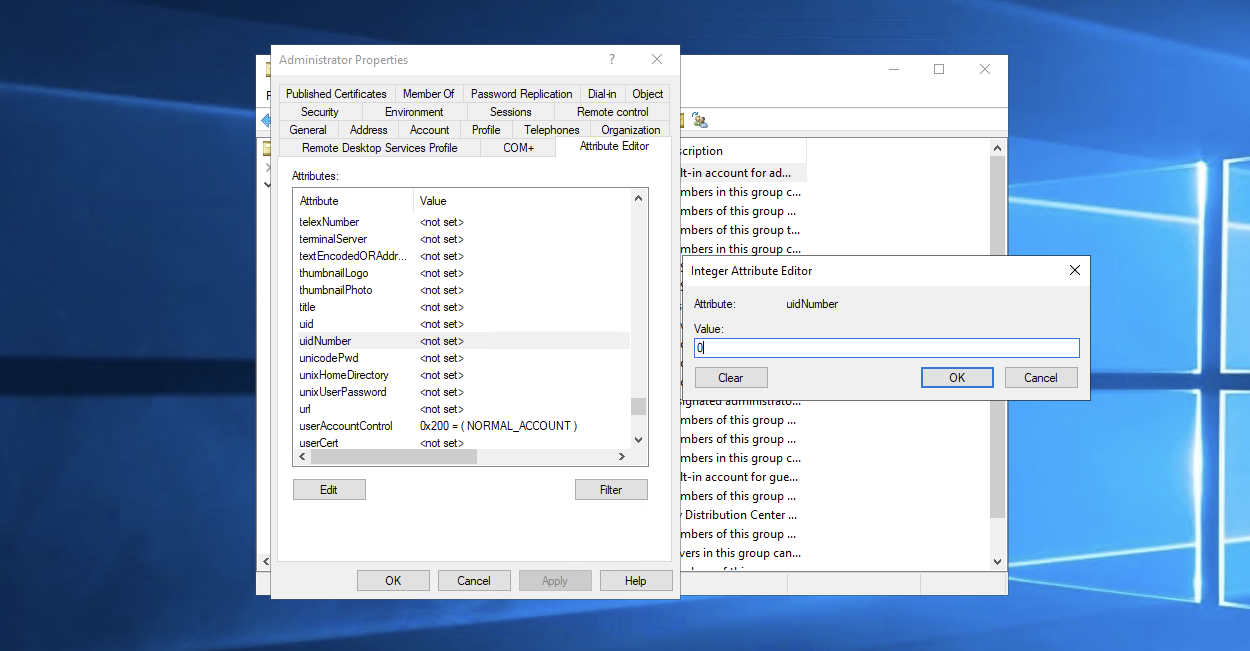 Administrator Properties
?
Published Certificates Member Of Password Replication Dial-in Object
Security Environment Sessions Remote control
General Address Account Profile Telephones Organization
Remote Desktop Services Profile COM+ Attribute Editor
Attributes:
Attribute Value
telexNumber <not set>
terminalServer <not set>
textEncodedORAddr... <not set>
thumbnailLogo <not set>
thumbnailPhoto <not set>
title <not set>
uid <not set>
uidNumber <not set>
unicodePwd <not set>
unixHomeDirectory <not set>
unixUserPassword <not set>
url <not set>
userAccountControl 0x200 = ( NORMAL_ACCOUNT )
userCert <not set>
Edit Filter
OK Cancel Apply Help
scription
lt-in account for ad...
mbers in this group c...
mbers of this group ...
mbers of this group t...
mbers in this group c...
Integer Attribute Editor
Attribute: uidNumber
Value:
0
Clear OK Cancel
signated administrato...
mbers of this group ...
mbers of this group ...
mbers in this group c...
lt-in account for gue...
mbers of this group ...
y Distribution Center ...
mbers of this group ...
vers in this group can...